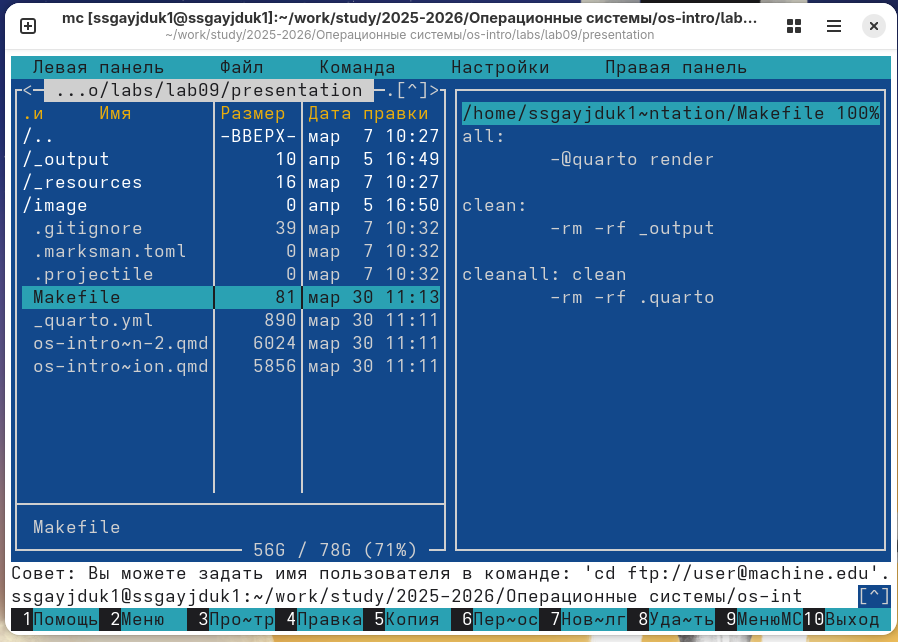 mc [ssgayjduk1@ssgayjduk1]:~/work/study/2025-2026/Операционные системы/os-intro/lab...
~/work/study/2025-2026/Операционные системы/os-intro/labs/lab09/presentation
Левая панель Файл Команда Настройки Правая панель
<- ...o/labs/lab09/presentation .[^]>
.и Имя Размер Дата правки
/.. -ВВЕРХ- мар 7 10:27
/_output 10 апр 5 16:49
/_resources 16 мар 7 10:27
/image 0 апр 5 16:50
.gitignore 39 мар 7 10:32
.marksman.toml 0 мар 7 10:32
.projectile 0 мар 7 10:32
Makefile 81 мар 30 11:13
_quarto.yml 890 мар 30 11:11
os-intro~n-2.qmd 6024 мар 30 11:11
os-intro~ion.qmd 5856 мар 30 11:11
Makefile
56G / 78G (71%)
/home/ssgayjduk1~ntation/Makefile 100%
all:
-@quarto render
clean:
-rm -rf _output
cleanall: clean
-rm -rf .quarto
Совет: Вы можете задать имя пользователя в команде: 'cd ftp://user@machine.edu'.
ssgayjduk1@ssgayjduk1:~/work/study/2025-2026/Операционные системы/os-int [^]
1Помощь 2Меню 3Про~тр 4Правка 5Копия 6Пер~ос 7Нов~лг 8Уда~ть 9МенюMC 10Выход